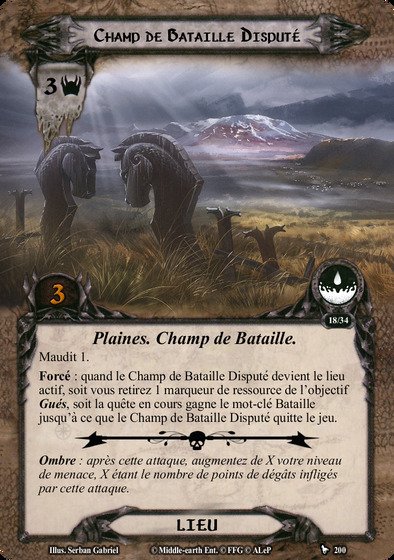 Champ de Bataille Disputé
3
3
18/34
Plaines. Champ de Bataille.
Maudit 1.
Forcé : quand le Champ de Bataille Disputé devient le lieu
actif, soit vous retirez 1 marqueur de ressource de l'objectif
Gués, soit la quête en cours gagne le mot-clé Bataille
jusqu'à ce que le Champ de Bataille Disputé quitte le jeu.
Ombre : après cette attaque, augmentez de X votre niveau
de menace, X étant le nombre de points de dégâts infligés
par cette attaque.
LIEU
Illus. Serban Gabriel
©Middle-earth Ent. ©FFG ©ALeP
200